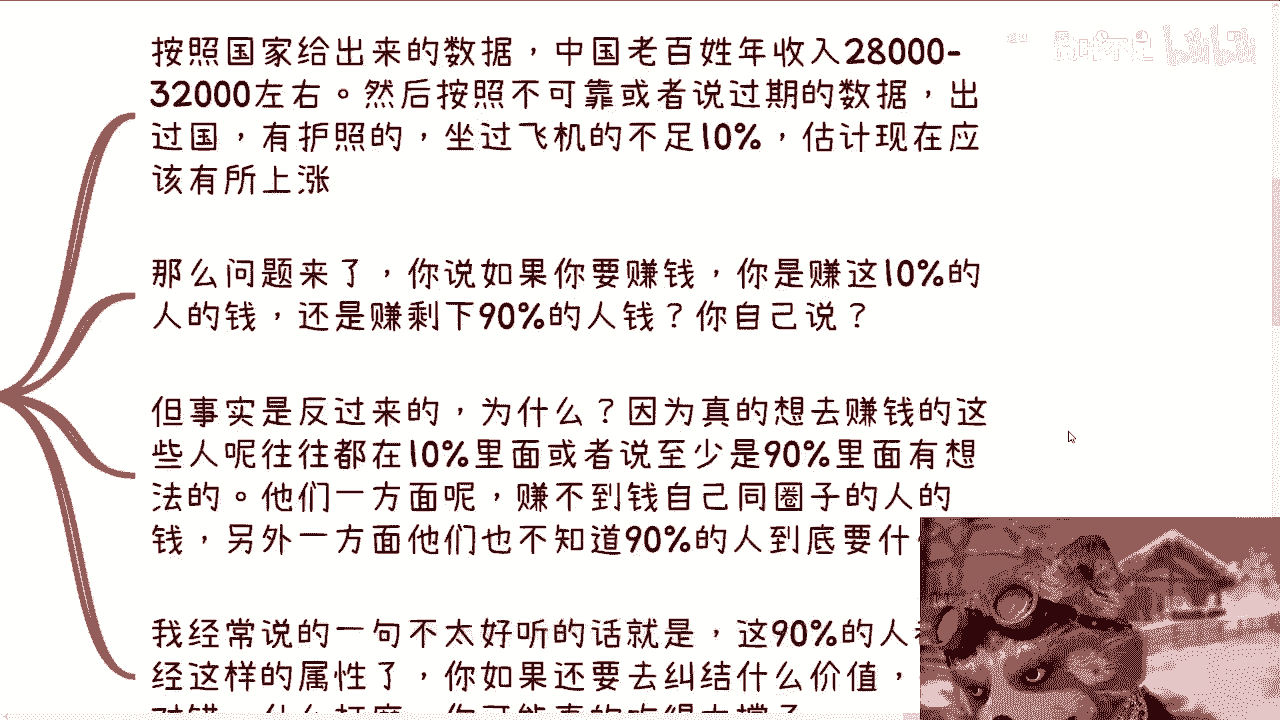 按照国家给出来的数据，中国老百姓年收入28000-
32000左右。然后按照不可靠或者说过期的数据，出
过国，有护照的，坐过飞机的不足10%，估计现在应
该有所上涨
那么问题来了，你说如果你要赚钱，你是赚这10%的
人的钱，还是赚剩下90%的人钱？你自己说？
但事实是反过来的，为什么？因为真的想去赚钱的这
些人呢往往都在10%里面或者说至少是90%里面有想
法的。他们一方面呢，赚不到钱自己同圈子的人的
钱，另外一方面他们也不知道90%的人到底要什
我经常说的一句不太好听的话就是，这90%的人
经这样的属性了，你如果还要去纠结什么价值，